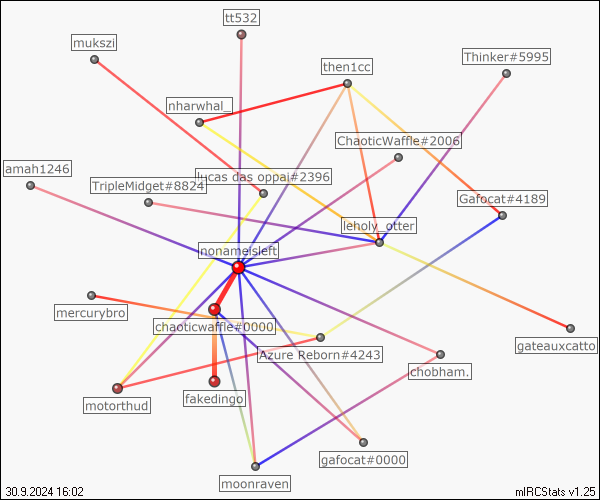 tt532
mukszi
Thinker#5995
then1cc
nharwhal_
ChaoticWaffle#2006
amah1246
lucas das oppai#2396
TripleMidget#8824
Gafocat#4189
leholy_otter
nonameisleft
mercurybro
chaoticwaffle#0000
gateauxcatto
Azure Reborn#4243
chobham.
motorthud
fakedingo
gafocat#0000
moonraven
30.9.2024 16:02
mIRCStats v1.25